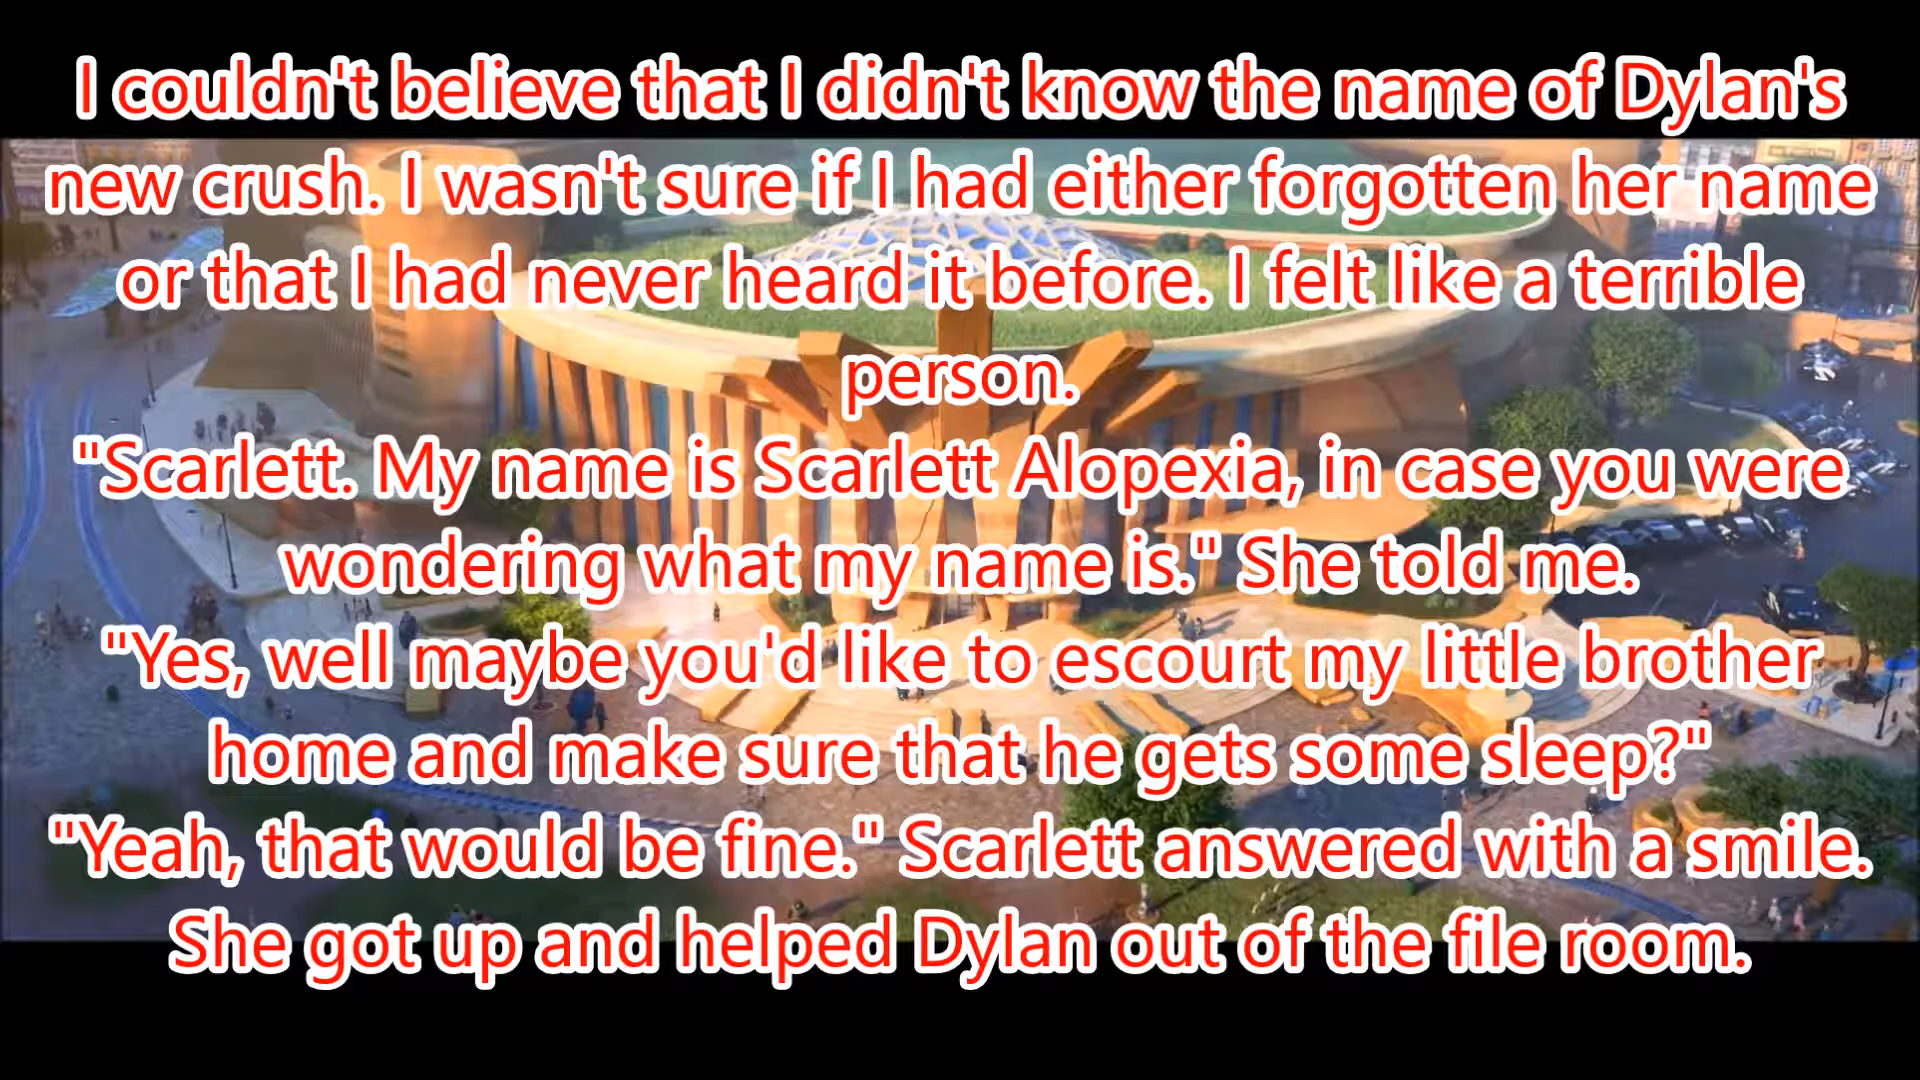 I couldn't believe that I didn't know the name of Dylan's
new crush. I wasn't sure if I had either forgotten her name
or that I had never heard it before. I felt like a terrible
person.
"Scarlett. My name is Scarlett Alopexia, in case you were
wondering what my name is." She told me.
"Yes, well maybe you'd like to escourt my little brother
home and make sure that he gets some sleep?"
"Yeah, that would be fine." Scarlett answered with a smile.
She got up and helped Dylan out of the file room.